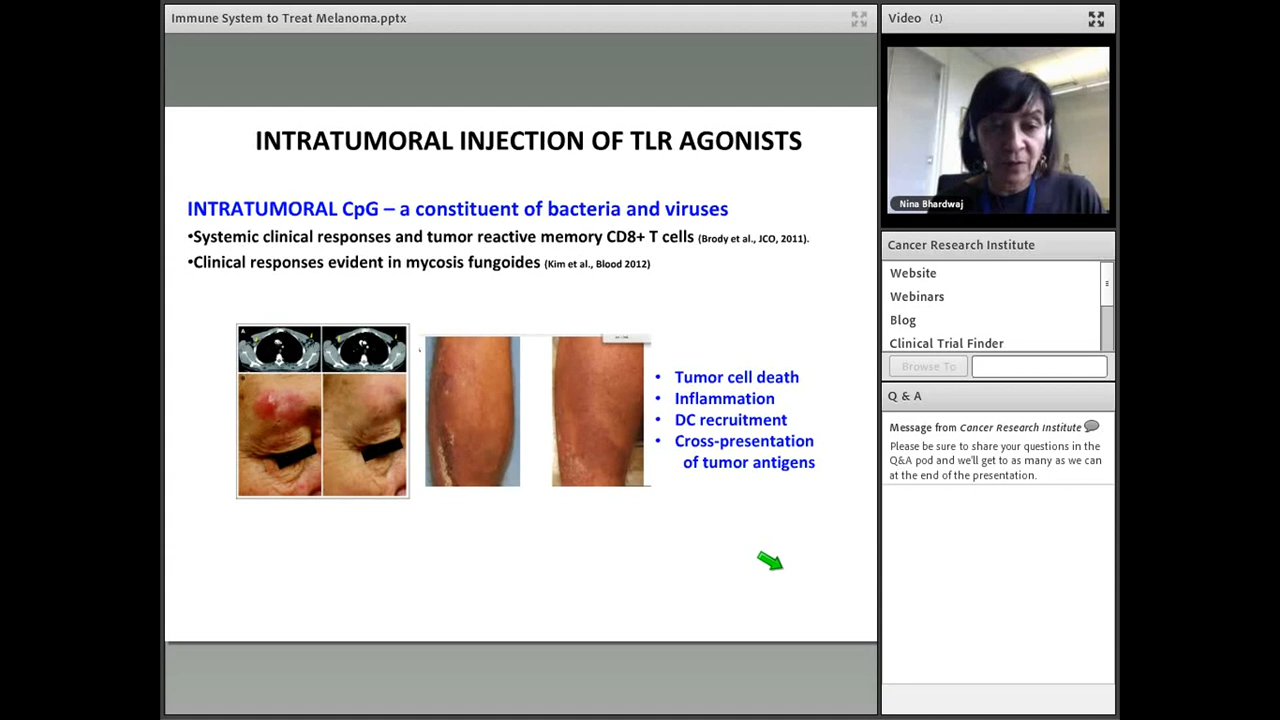 Immune System to Treat Melanoma.pptx
INTRATUMORAL INJECTION OF TLR AGONISTS
INTRATUMORAL CpG – a constituent of bacteria and viruses
•Systemic clinical responses and tumor reactive memory CD8+ T cells (Brody et al., JCO, 2011).
•Clinical responses evident in mycosis fungoides (Kim et al., Blood 2012)
A
• Tumor cell death
• Inflammation
• DC recruitment
• Cross-presentation
of tumor antigens
Video (1)
Nina Bhardwaj
Cancer Research Institute
Website
Webinars
Blog
Clinical Trial Finder
Browse To
Q & A
Message from Cancer Research Institute
Please be sure to share your questions in the
Q&A pod and we'll get to as many as we can
at the end of the presentation.